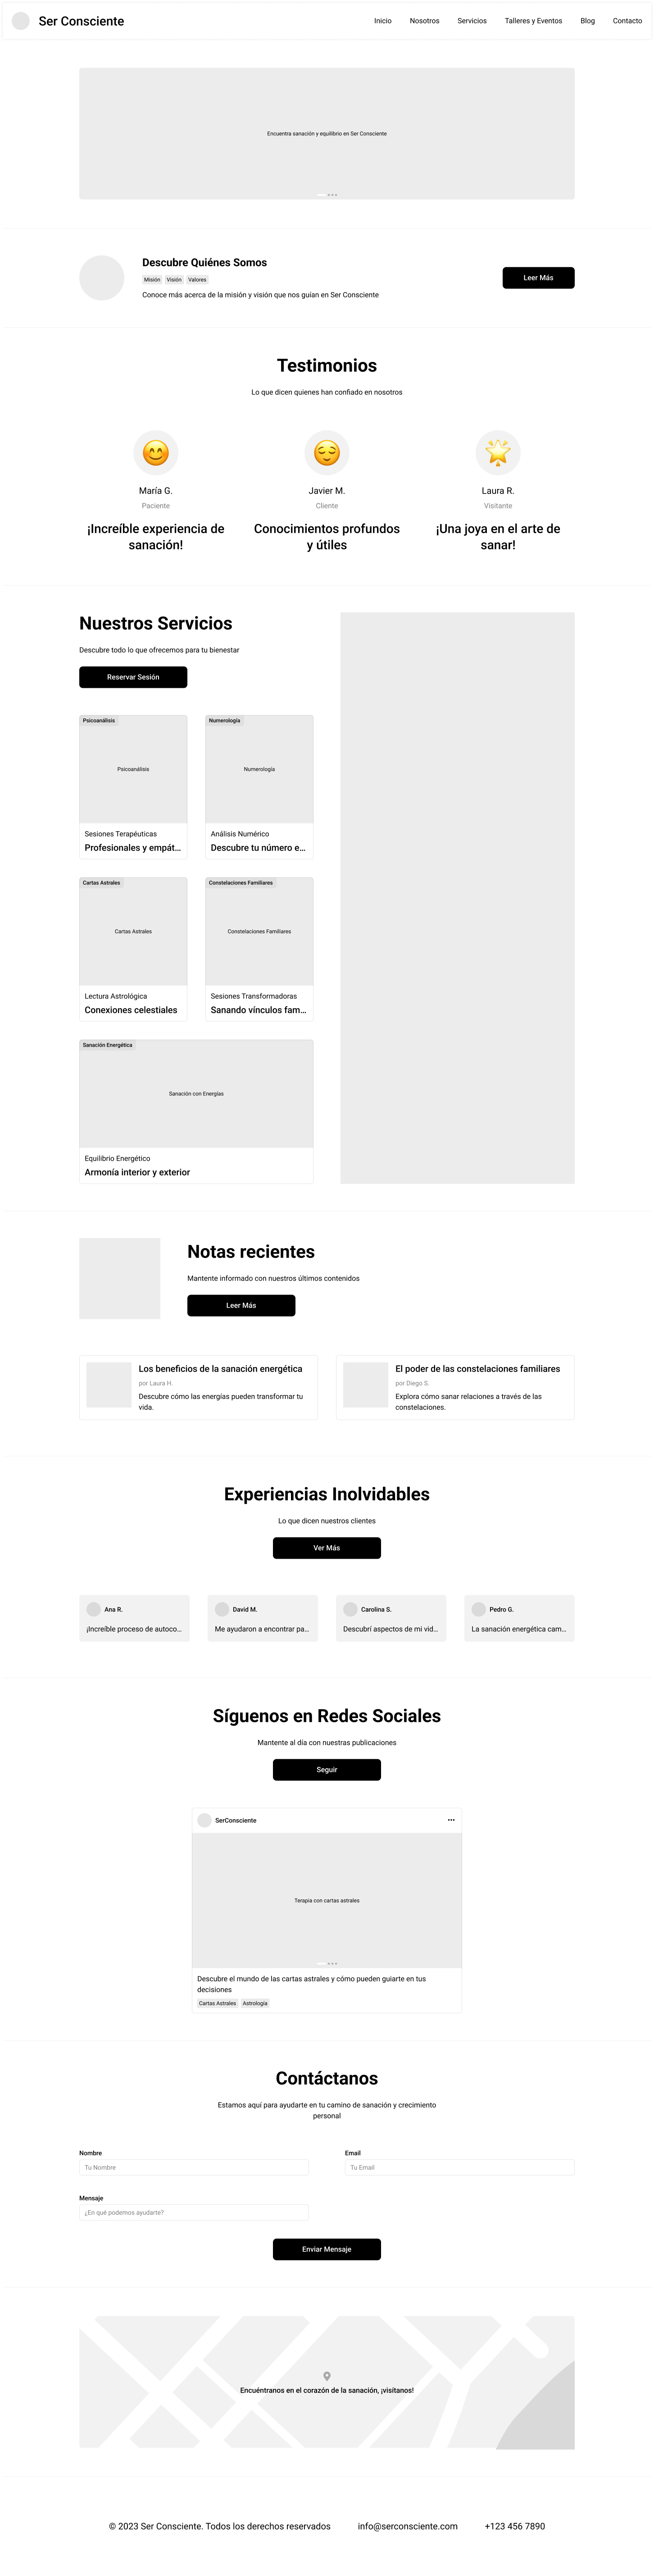 Ser Consciente
Inicio
Nosotros
Servicios
Talleres y Eventos
Blog
Contacto
Encuentra sanación y equilibrio en Ser Consciente
Descubre Quiénes Somos
Misión
Visión
Valores
Conoce más acerca de la misión y visión que nos guían en Ser Consciente
Leer Más
Testimonios
Lo que dicen quienes han confiado en nosotros
María G.
Paciente
¡Increíble experiencia de
sanación!
Javier M.
Cliente
Conocimientos profundos
y útiles
Laura R.
Visitante
¡Una joya en el arte de
sanar!
Nuestros Servicios
Descubre todo lo que ofrecemos para tu bienestar
Reservar Sesión
Psicoanálisis
Psicoanálisis
Sesiones Terapéuticas
Profesionales y empát...
Numerología
Numerología
Análisis Numérico
Descubre tu número e...
Cartas Astrales
Cartas Astrales
Lectura Astrológica
Conexiones celestiales
Constelaciones Familiares
Constelaciones Familiares
Sesiones Transformadoras
Sanando vínculos fam...
Sanación Energética
Sanación con Energías
Equilibrio Energético
Armonía interior y exterior
Notas recientes
Mantente informado con nuestros últimos contenidos
Leer Más
Los beneficios de la sanación energética
por Laura H.
Descubre cómo las energías pueden transformar tu
vida.
El poder de las constelaciones familiares
por Diego S.
Explora cómo sanar relaciones a través de las
constelaciones.
Experiencias Inolvidables
Lo que dicen nuestros clientes
Ver Más
Ana R.
¡Increíble proceso de autoco...
David M.
Me ayudaron a encontrar pa...
Carolina S.
Descubrí aspectos de mi vid...
Pedro G.
La sanación energética cam...
Síguenos en Redes Sociales
Mantente al día con nuestras publicaciones
Seguir
SerConsciente
Terapia con cartas astrales
Descubre el mundo de las cartas astrales y cómo pueden guiarte en tus
decisiones
Cartas Astrales
Astrología
Contáctanos
Estamos aquí para ayudarte en tu camino de sanación y crecimiento
personal
Nombre
Tu Nombre
Email
Tu Email
Mensaje
¿En qué podemos ayudarte?
Enviar Mensaje
Encuéntranos en el corazón de la sanación, ¡visítanos!
© 2023 Ser Consciente. Todos los derechos reservados
info@serconsciente.com
+123 456 7890